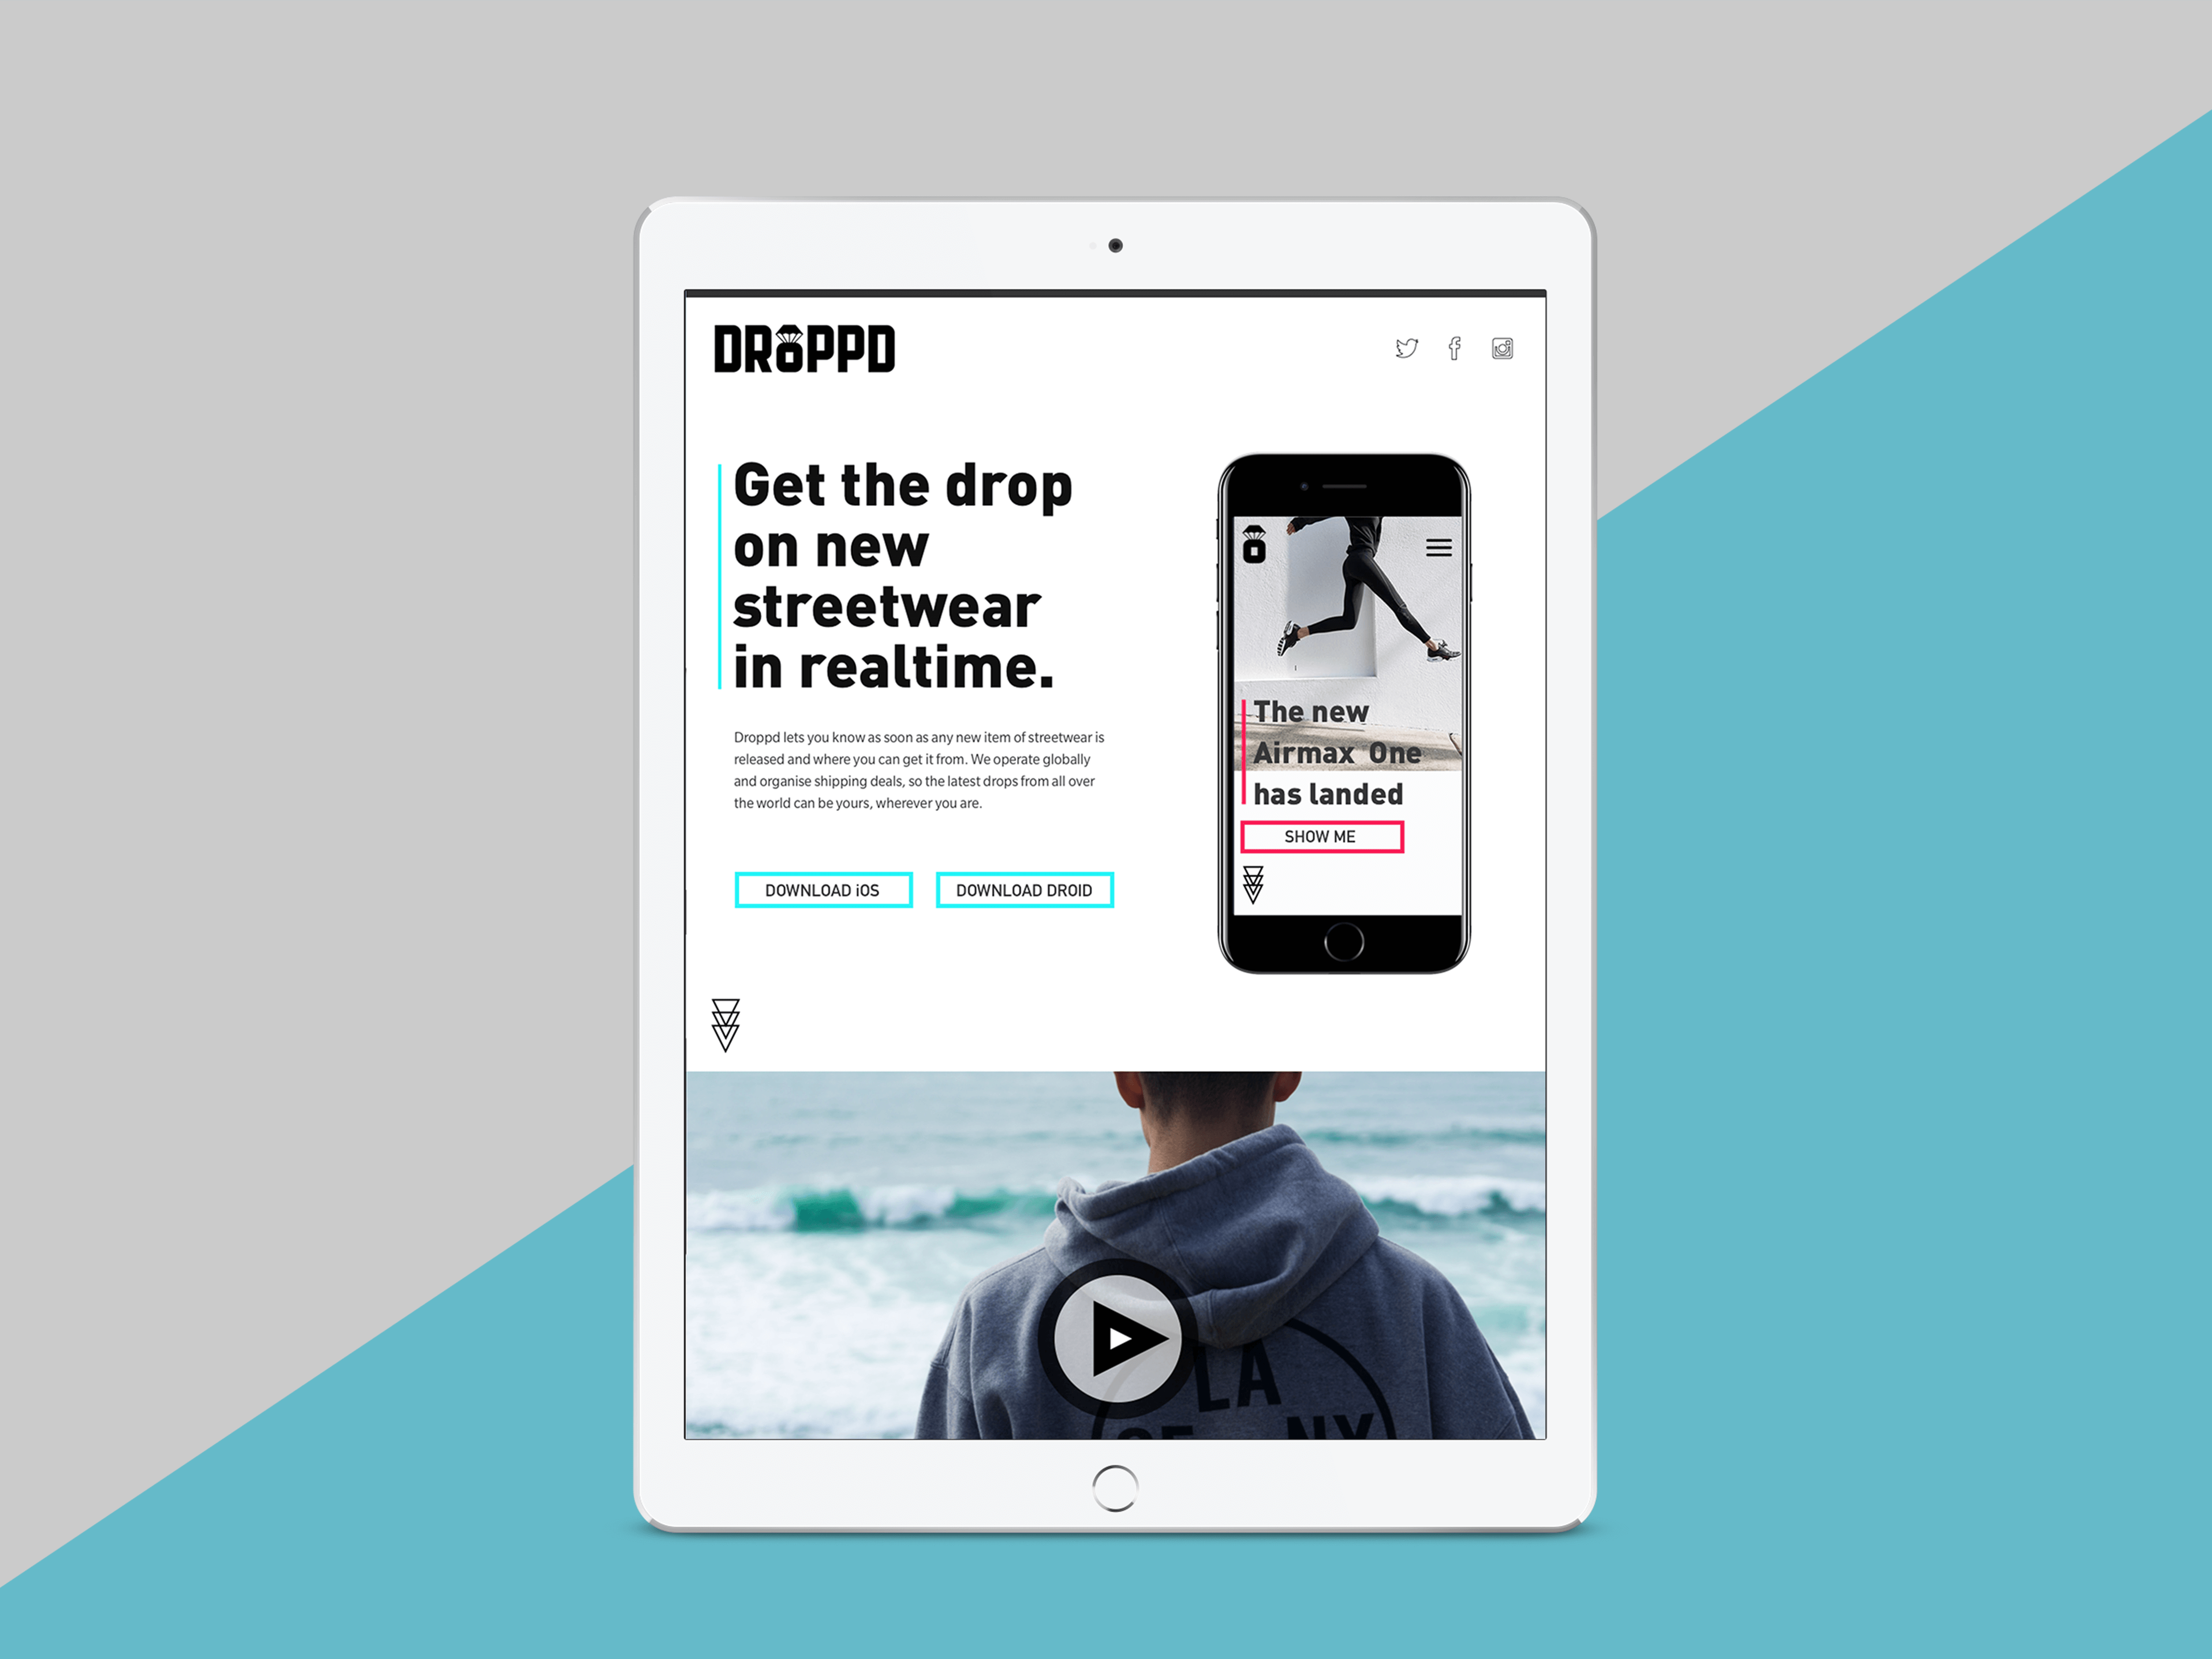 DROPPD
Get the drop
on new
streetwear
in realtime.
Droppd lets you know as soon as any new item of streetwear is
released and where you can get it from. We operate globally
and organise shipping deals, so the latest drops from all over
the world can be yours, wherever you are.
DOWNLOAD iOS
DOWNLOAD DROID
The new
Airmax One
has landed
SHOW ME
LA
NY